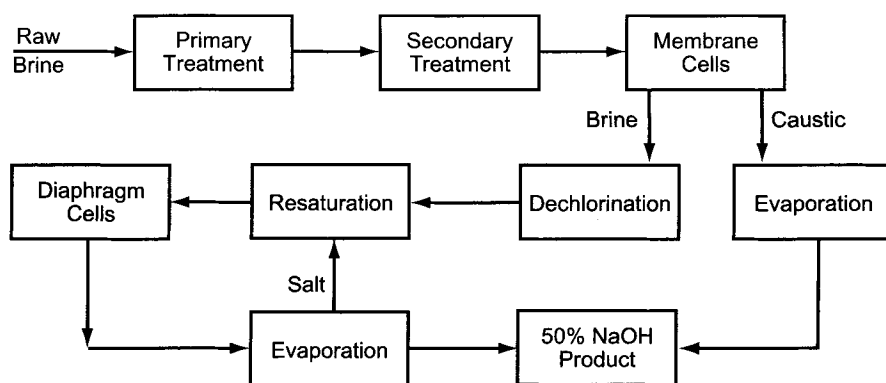 Raw
Brine
Primary
Treatment
Secondary
Treatment
Membrane
Cells
Brine
Caustic
Diaphragm
Cells
Resaturation
Dechlorination
Evaporation
Salt
Evaporation
50% NaOH
Product